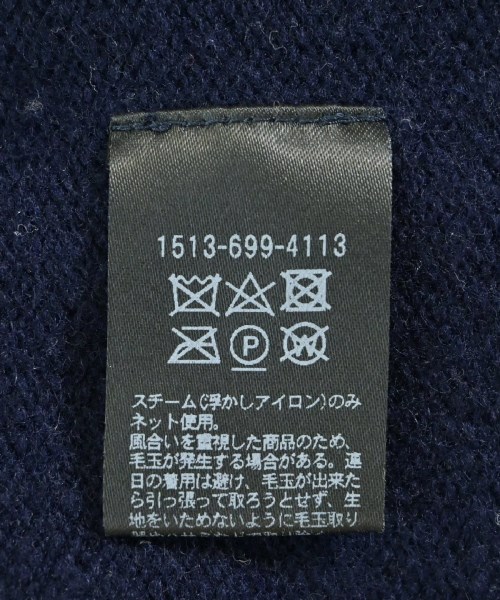 1513-699-4113
P W
スチーム(浮かしアイロン)のみ
ネット使用。
風合いを重視した商品のため、
毛玉が発生する場合がある。連
日の着用は避け、毛玉が出来た
ら引っ張って取ろうとせず、生
地をいためないように毛玉取り